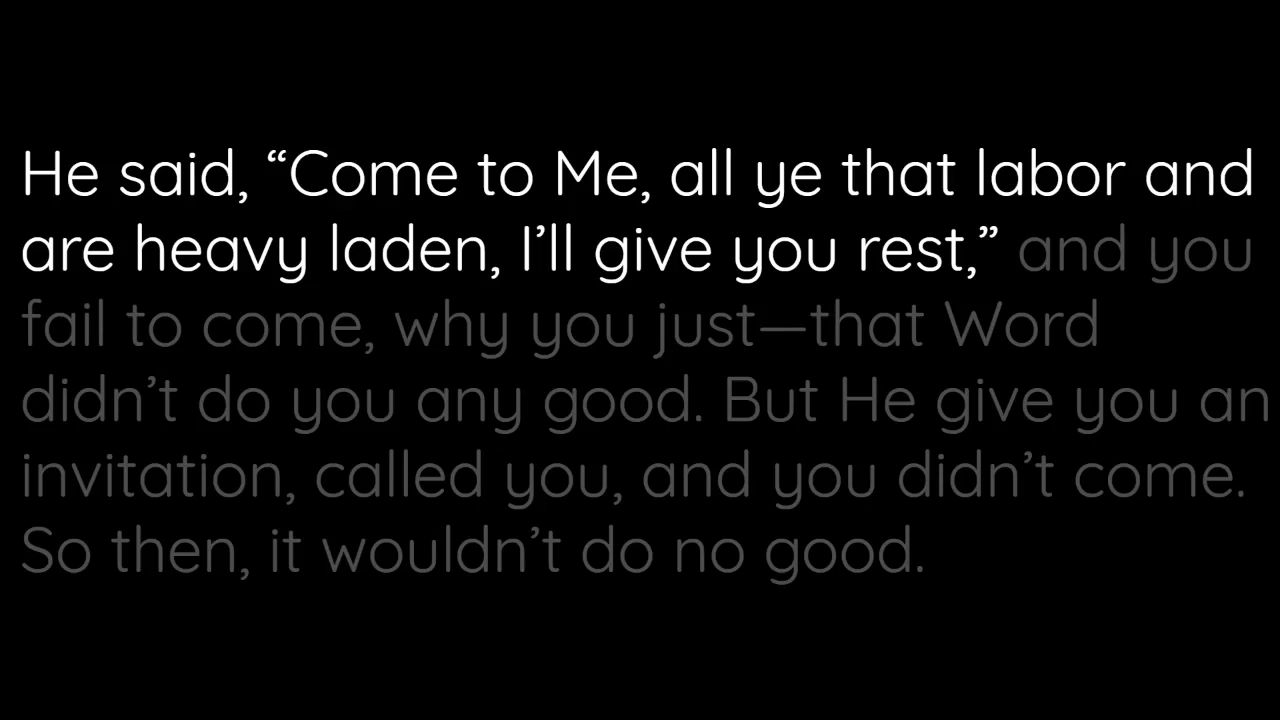 He said, “Come to Me, all ye that labor and
are heavy laden, I’ll give you rest,” and you
fail to come, why you just—that Word
didn’t do you any good. But He give you an
invitation, called you, and you didn’t come.
So then, it wouldn’t do no good.